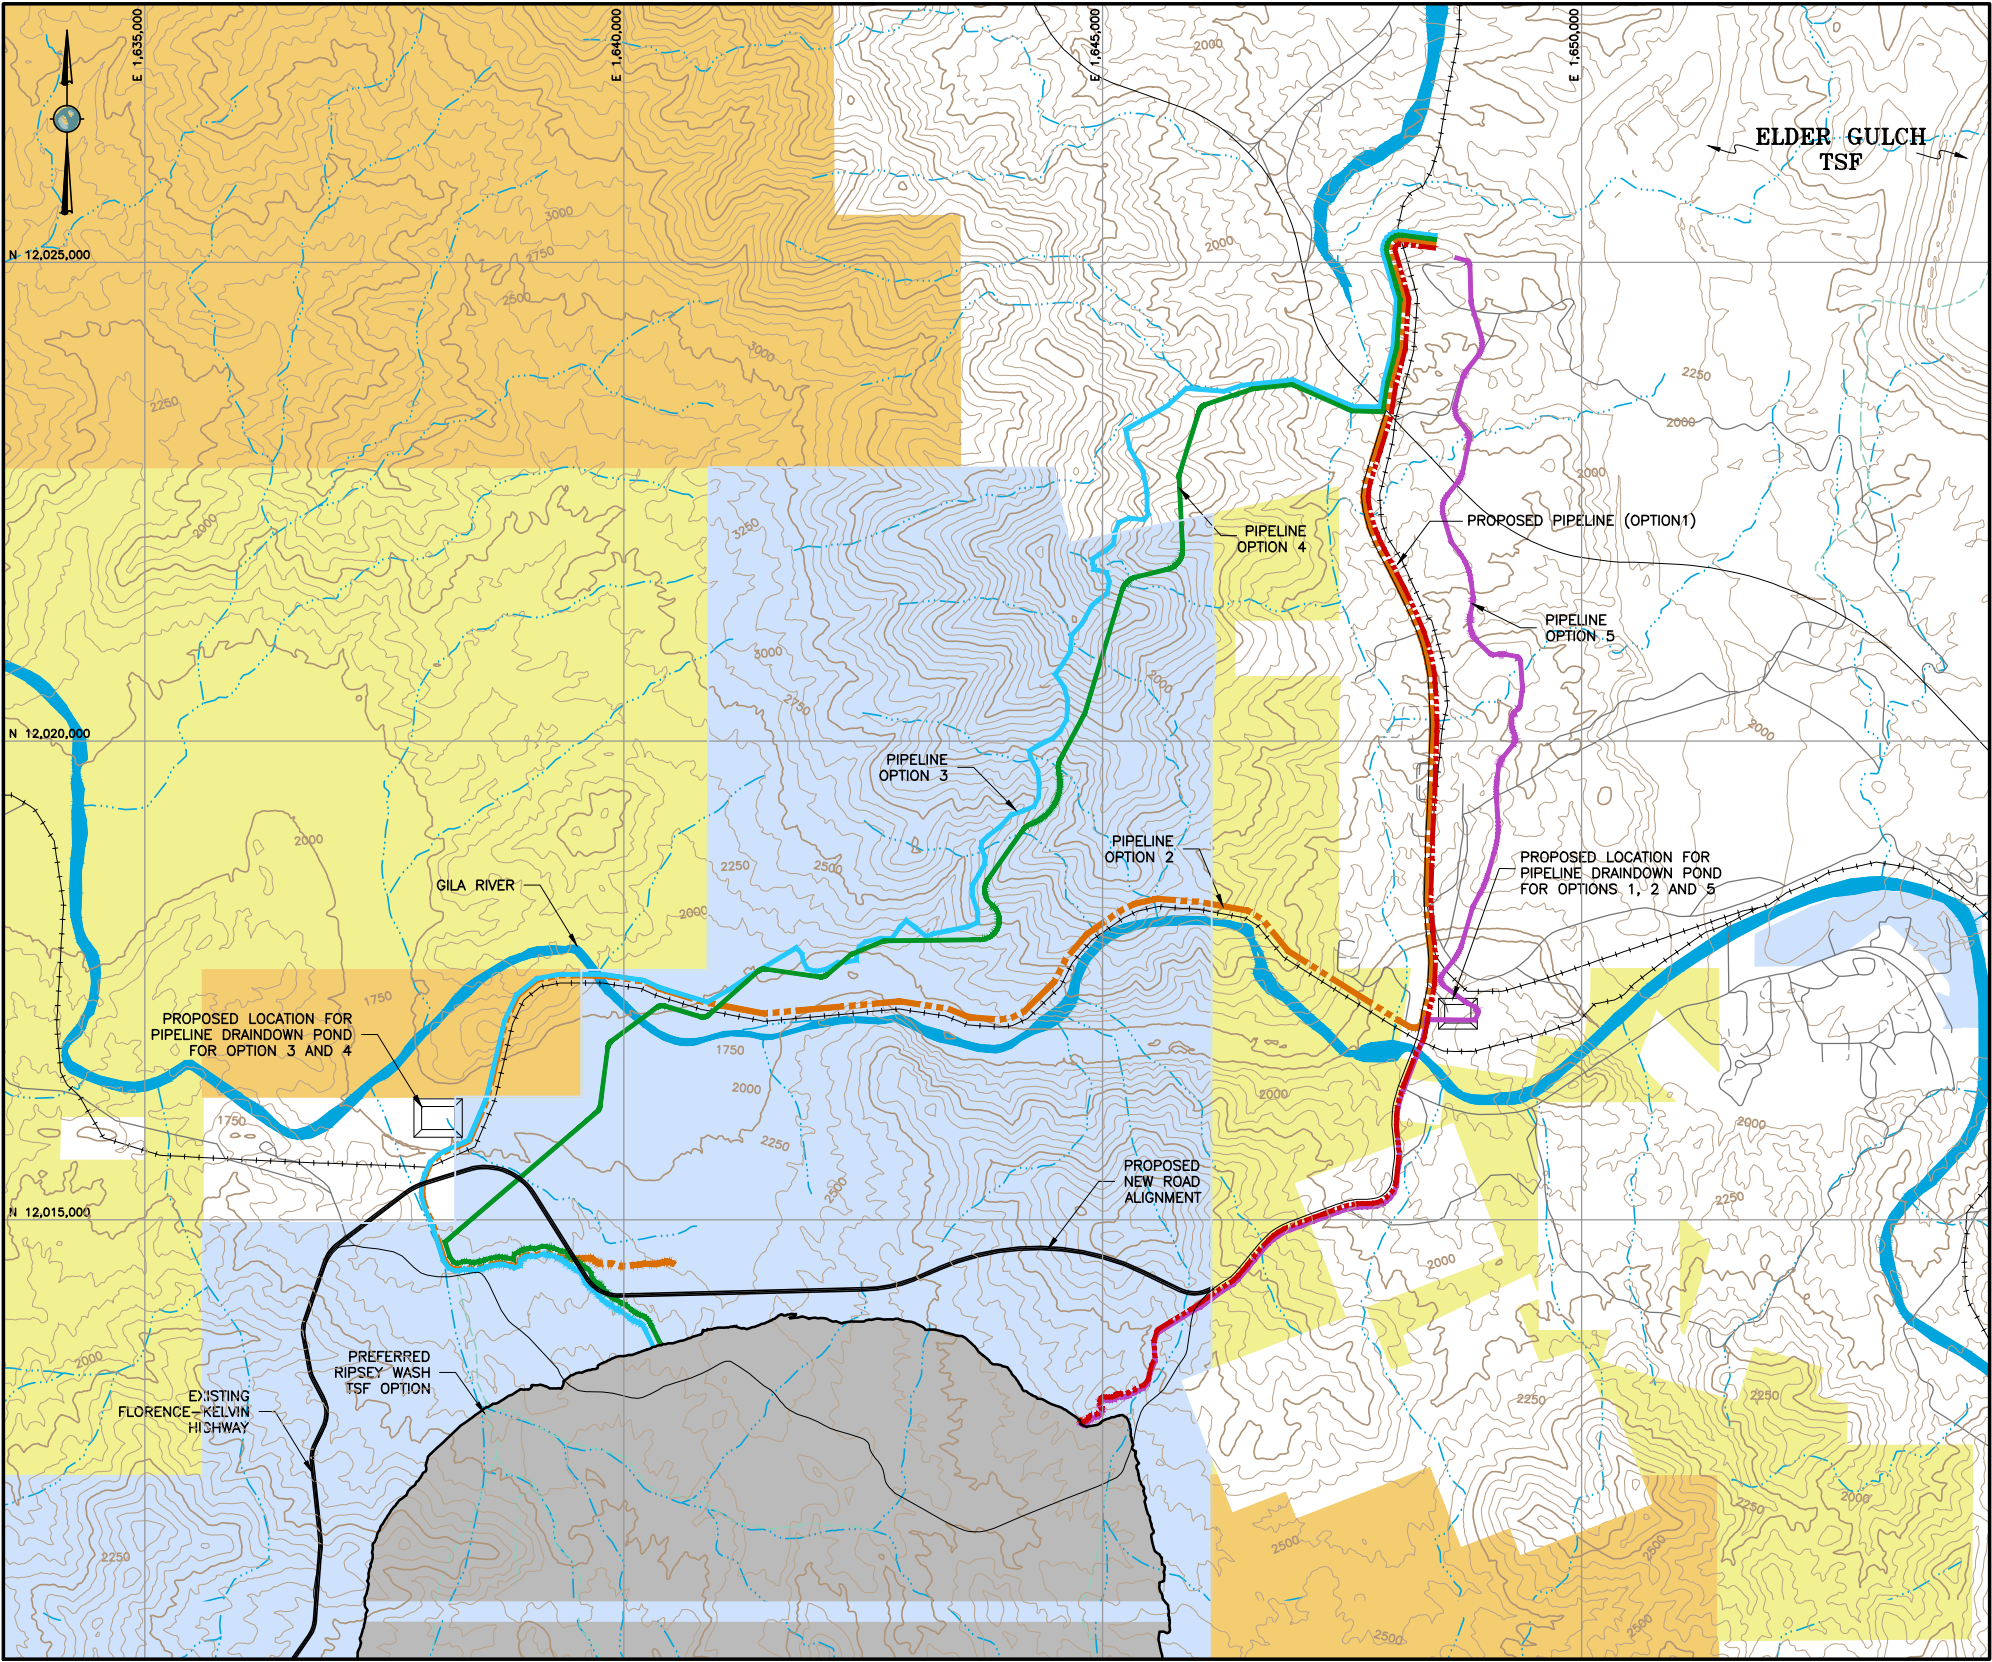 E 1,635,000
E 1,640,000
E 1,645,000
E 1,650,000
2000
ELDER GULCH
TSF
3000
2750
2500
2000
N 12,025,000
3000
2250
2250
2000
2000
2000
3250
PIPELINE
OPTION 4
PROPOSED PIPELINE (OPTION1)
PIPELINE
OPTION 5
3000
2000
2750
N 12,020,000
2000
PIPELINE
OPTION 3
2000
PIPELINE
OPTION 2
2250
2500
PROPOSED LOCATION FOR
PIPELINE DRAINDOWN POND
FOR OPTIONS 1, 2 AND 5
GILA RIVER
2000
1750
PROPOSED LOCATION FOR
PIPELINE DRAINDOWN POND
FOR OPTION 3 AND 4
1750
2000
2000
1750
2250
2000
PROPOSED
NEW ROAD
ALIGNMENT
2500
2250
N 12,015,000
2000
2000
PREFERRED
RIPSEY WASH
TSF OPTION
EXISTING
FLORENCE-KELVIN
HIGHWAY
2250
2250
2000
2250
2250
2500
2500
2500
2500